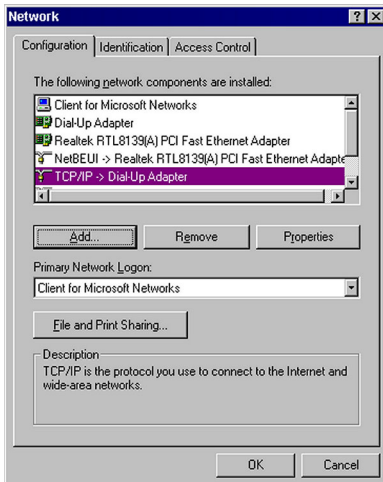 Network
Configuration Identification Access Control
The following network components are installed:
Client for Microsoft Networks
Dial-Up Adapter
Realtek RTL8139(A) PCI Fast Ethernet Adapter
NetBEUI -> Realtek RTL8139(A) PCI Fast Ethernet Adapte
TCP/IP -> Dial-Up Adapter
Add... Remove Properties
Primary Network Logon:
Client for Microsoft Networks
File and Print Sharing...
Description
TCP/IP is the protocol you use to connect to the Internet and
wide-area networks.
OK Cancel